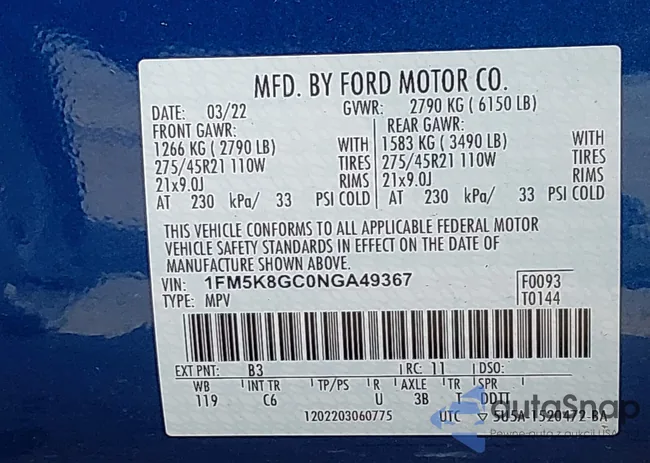 MFD. BY FORD MOTOR CO.
DATE: 03/22 GVWR: 2790 KG ( 6150 LB)
FRONT GAWR: REAR GAWR:
1266 KG ( 2790 LB) WITH 1583 KG ( 3490 LB) WITH
275/45R21 110W TIRES 275/45R21 110W TIRES
21x9.0J RIMS 21x9.0J RIMS
AT 230 kPa/ 33 PSI COLD AT 230 kPa/ 33 PSI COLD
THIS VEHICLE CONFORMS TO ALL APPLICABLE FEDERAL MOTOR
VEHICLE SAFETY STANDARDS IN EFFECT ON THE DATE OF
MANUFACTURE SHOWN ABOVE.
VIN: 1FM5K8GC0NGA49367 F0093
TYPE: MPV T0144
EXT PNT: B3 RC: 11 DSO:
WB INT TR TP/PS R AXLE TR SPR
119 C6 U 3B T DDTT
1202203060775 UTC ▽ 5U5A-1520472-BA
autoSnap
Pewne auta z aukcji USA